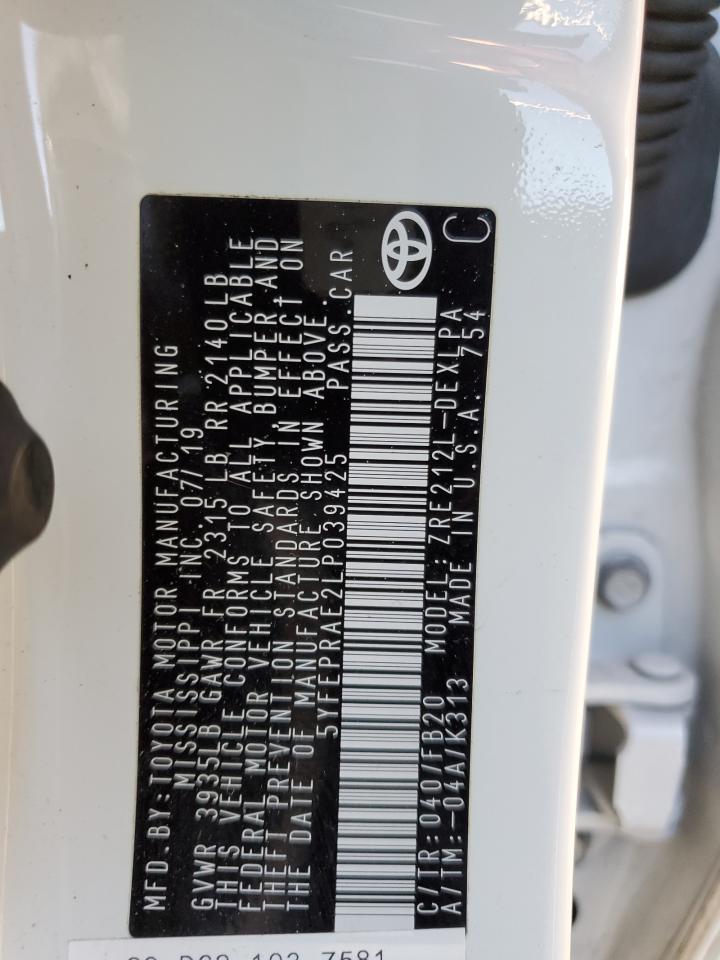 MFD. BY: TOYOTA MOTOR MANUFACTURING
MISSISSIPPI INC 07/19
GVWR 3935LB GAWR FR 2315 LB RR 2140LB
THIS VEHICLE CONFORMS TO ALL APPLICABLE
FEDERAL MOTOR VEHICLE SAFETY, BUMPER AND
THEFT PREVENTION STANDARDS IN EFFECT ON
THE DATE OF MANUFACTURE SHOWN ABOVE.
5YFEPRAE2LP039425 PASS. CAR
C/TR: 040/FB20 MODEL: ZRE212L-DEXLPA
A/TM: -04A/K313 MADE IN U.S.A. 754
C
7581